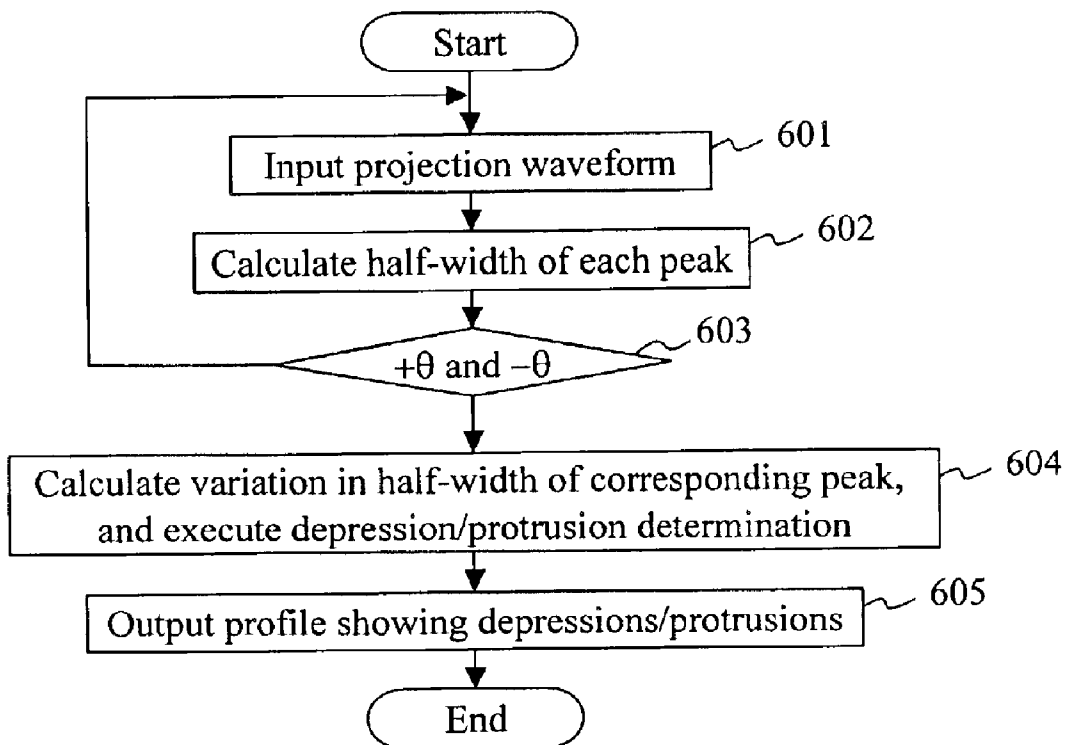 Start
601
Input projection waveform
602
Calculate half-width of each peak
603
+θ and −θ
604
Calculate variation in half-width of corresponding peak,
and execute depression/protrusion determination
605
Output profile showing depressions/protrusions
End